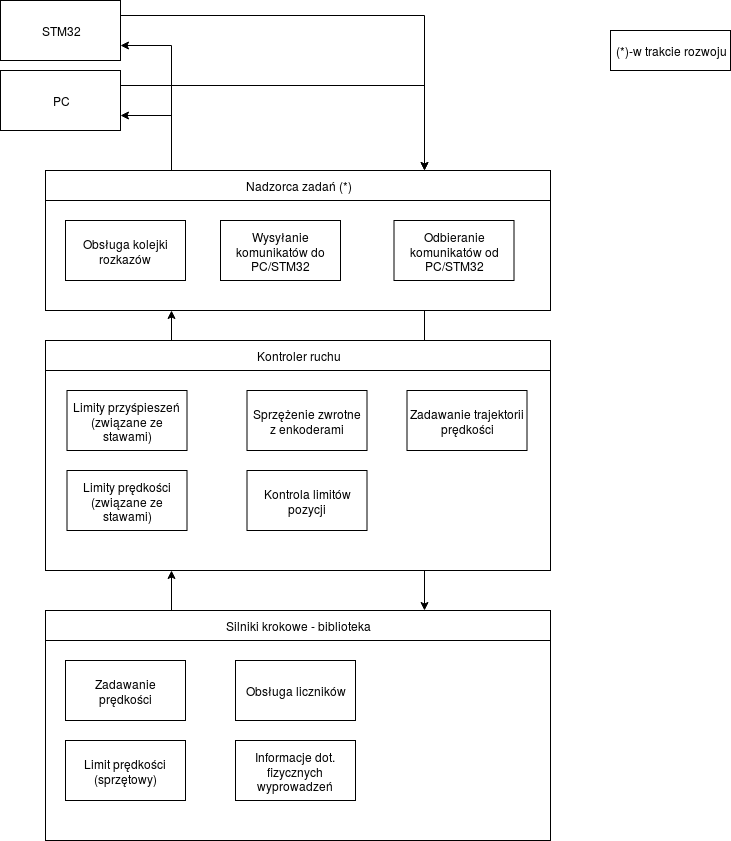 STM32
(*)-w trakcie rozwoju
PC
Nadzorca zadań (*)
Obsługa kolejki
rozkazów
Wysyłanie
komunikatów do
PC/STM32
Odbieranie
komunikatów od
PC/STM32
Kontroler ruchu
Limity przyśpieszeń
(związane ze
stawami)
Sprzężenie zwrotne
z enkoderami
Zadawanie trajektorii
prędkości
Limity prędkości
(związane ze
stawami)
Kontrola limitów
pozycji
Silniki krokowe - biblioteka
Zadawanie
prędkości
Obsługa liczników
Limit prędkości
(sprzętowy)
Informacje dot.
fizycznych
wyprowadzeń